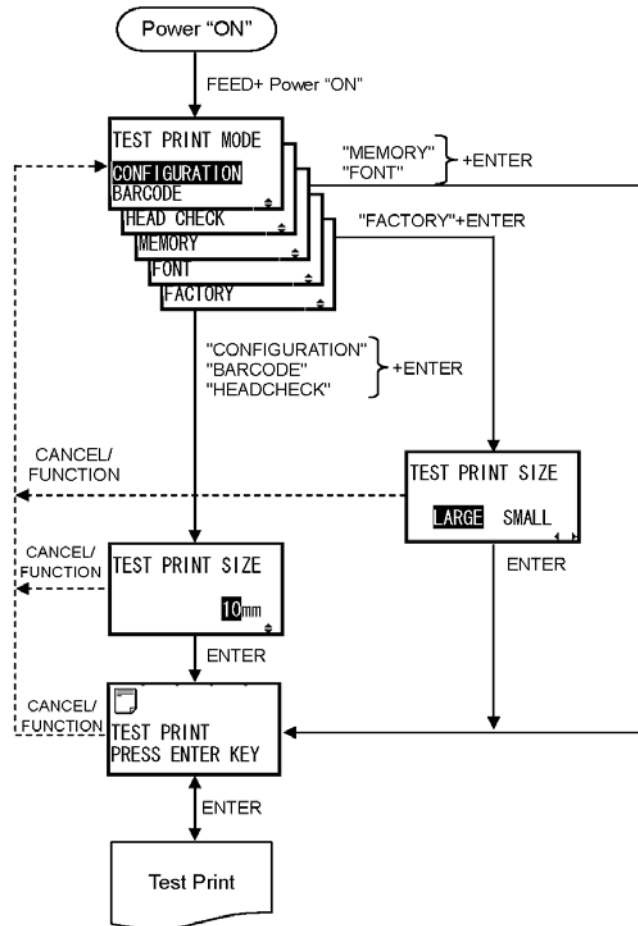 Power “ON”
FEED+ Power “ON”
TEST PRINT MODE
CONFIGURATION
BARCODE
HEAD CHECK
MEMORY
FONT
FACTORY
"MEMORY"
"FONT"
+ENTER
"FACTORY"+ENTER
"CONFIGURATION"
"BARCODE"
"HEADCHECK"
+ENTER
CANCEL/
FUNCTION
TEST PRINT SIZE
LARGE SMALL
ENTER
CANCEL/
FUNCTION
TEST PRINT SIZE
10mm
ENTER
CANCEL/
FUNCTION
TEST PRINT
PRESS ENTER KEY
ENTER
Test Print